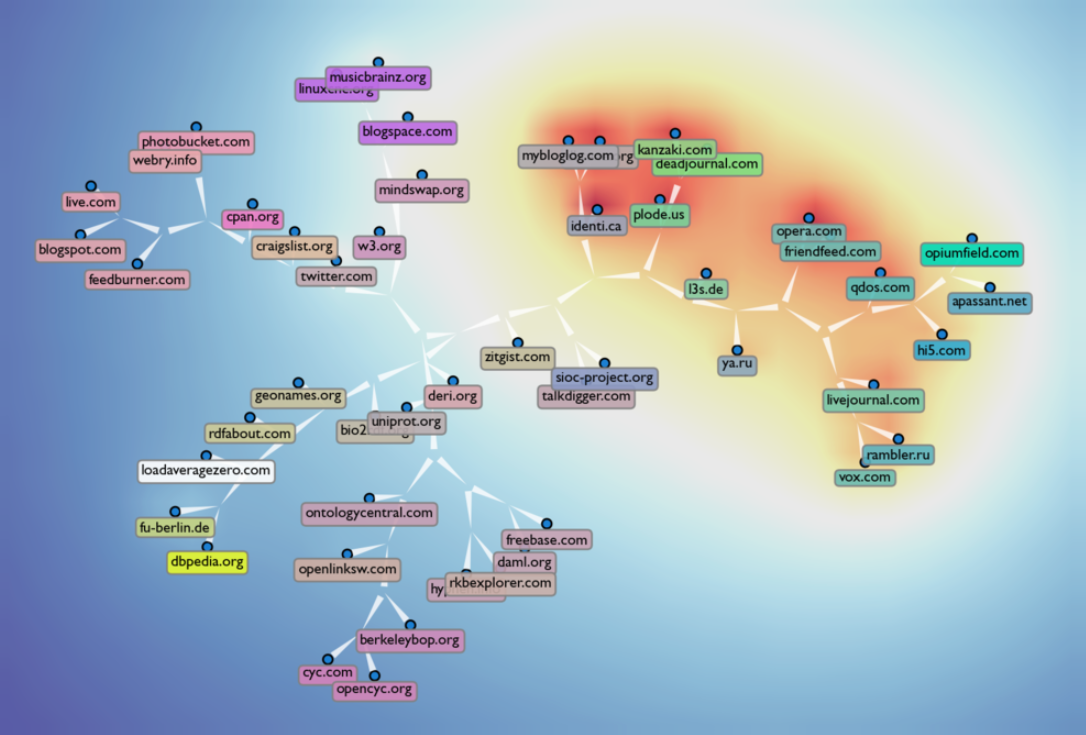 musicbrainz.org
linuxcnc.org
blogspace.com
photobucket.com
webry.info
mybloglog.com
kanzaki.com
deadjournal.com
mindswap.org
live.com
cpan.org
plode.us
identi.ca
opera.com
friendfeed.com
blogspot.com
craigslist.org
w3.org
opiumfield.com
feedburner.com
twitter.com
l3s.de
qdos.com
apassant.net
zitgist.com
ya.ru
hi5.com
sioc-project.org
talkdigger.com
geonames.org
deri.org
livejournal.com
uniprot.org
rdfabout.com
rambler.ru
loadaveragezero.com
vox.com
ontologycentral.com
fu-berlin.de
freebase.com
dbpedia.org
openlinksw.com
daml.org
rkbexplorer.com
berkeleybop.org
cyc.com
opencyc.org